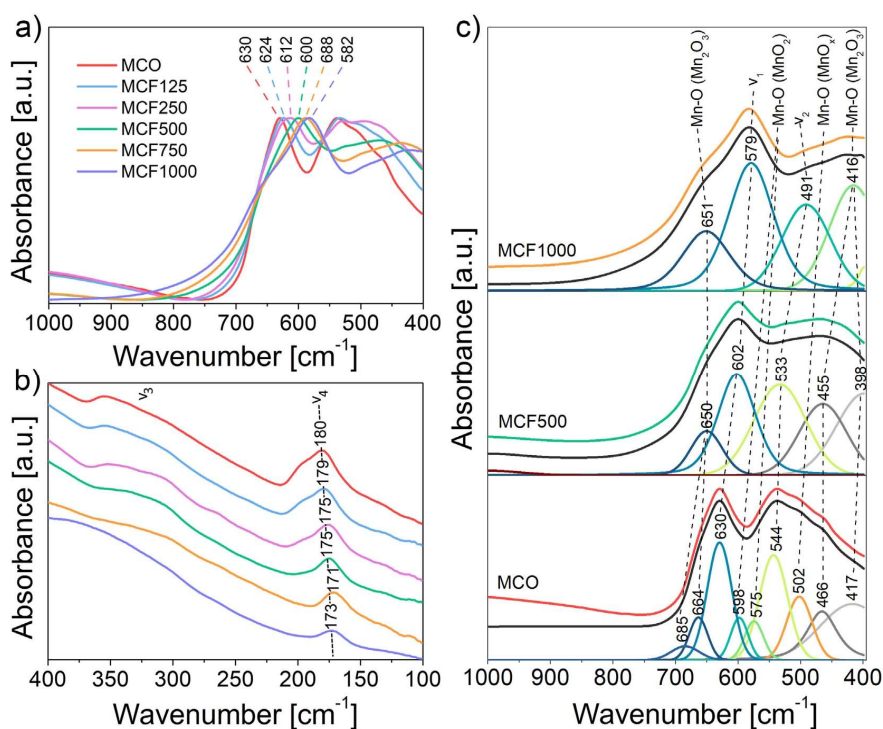 a)
630
624
612
600
688
582
MCO
MCF125
MCF250
MCF500
MCF750
MCF1000
Absorbance [a.u.]
1000 900 800 700 600 500 400
Wavenumber [cm-1]
b)
ν3
180---ν4
179
175
175
171
173
Absorbance [a.u.]
400 350 300 250 200 150 100
Wavenumber [cm-1]
c)
Mn-O (Mn2O3)
ν1
Mn-O (MnO2)
ν2
Mn-O (MnOx)
Mn-O (Mn2O3)
MCF1000
651
579
491
416
MCF500
650
602
533
455
398
MCO
685
664
630
598
575
544
502
466
417
Absorbance [a.u.]
1000 900 800 700 600 500 400
Wavenumber [cm-1]